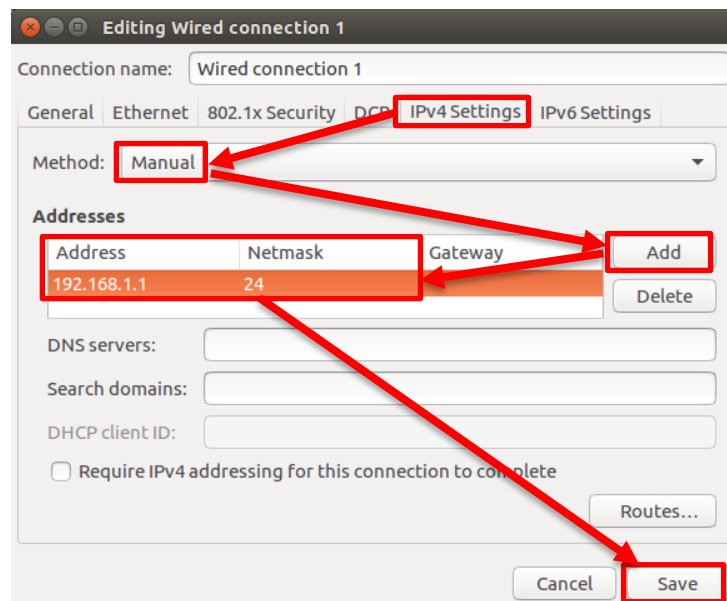 Editing Wired connection 1
Connection name: Wired connection 1
General Ethernet 802.1x Security DCB IPv4 Settings IPv6 Settings
Method: Manual
Addresses
Address Netmask Gateway Add
192.168.1.1 24
Delete
DNS servers:
Search domains:
DHCP client ID:
Require IPv4 addressing for this connection to complete
Routes...
Cancel Save